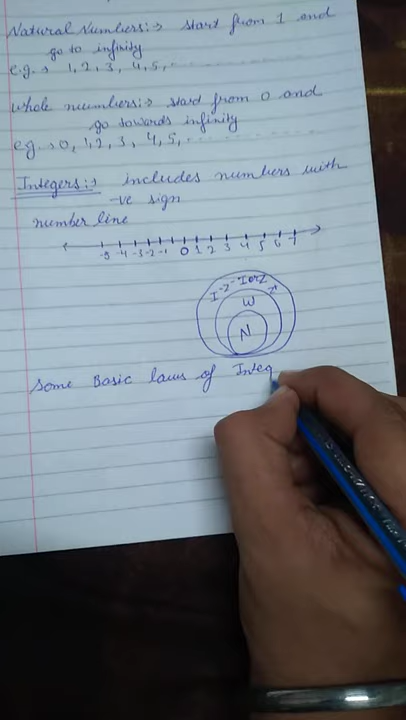 Natural Numbers:→ start from 1 and
go to infinity
e.g.→ 1, 2, 3, 4, 5, ..........
Whole numbers:→ start from 0 and
go towards infinity
e.g.→ 0, 1, 2, 3, 4, 5, ..........
Integers:→ includes numbers with
-ve sign
number line
-5 -4 -3 -2 -1 0 1 2 3 4 5 6 7
I or Z
W
N
Some Basic laws of Integ